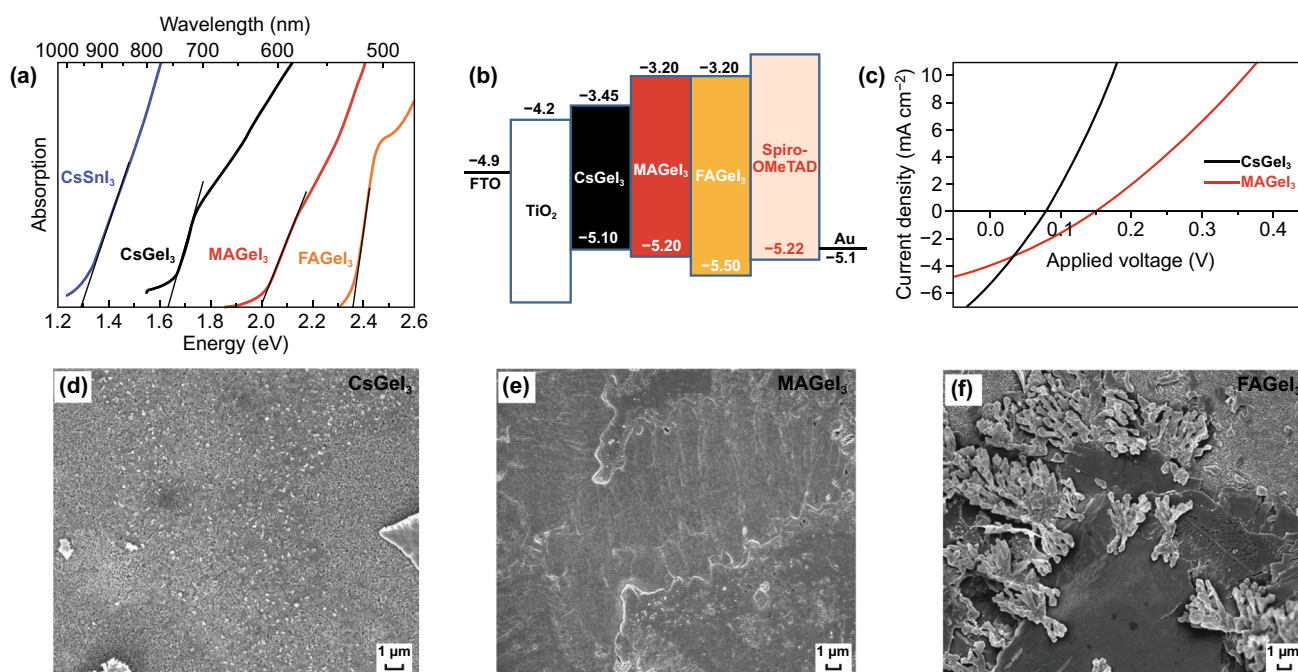 Wavelength (nm)
1000 900 800 700 600 500
(a)
Absorption
CsSnI₃
CsGeI₃
MAGeI₃
FAGeI₃
1.2 1.4 1.6 1.8 2.0 2.2 2.4 2.6
Energy (eV)
(b)
−3.20 −3.20
−3.45
−4.2
−4.9
FTO
TiO₂
CsGeI₃
MAGeI₃
FAGeI₃
Spiro-
OMeTAD
−5.10
−5.20
−5.50
−5.22
Au
−5.1
(c)
Current density (mA cm⁻²)
10
8
6
4
2
0
−2
−4
−6
CsGeI₃
MAGeI₃
0.0 0.1 0.2 0.3 0.4
Applied voltage (V)
(d)
CsGeI₃
1 µm
(e)
MAGeI₃
1 µm
(f)
FAGeI₃
1 µm